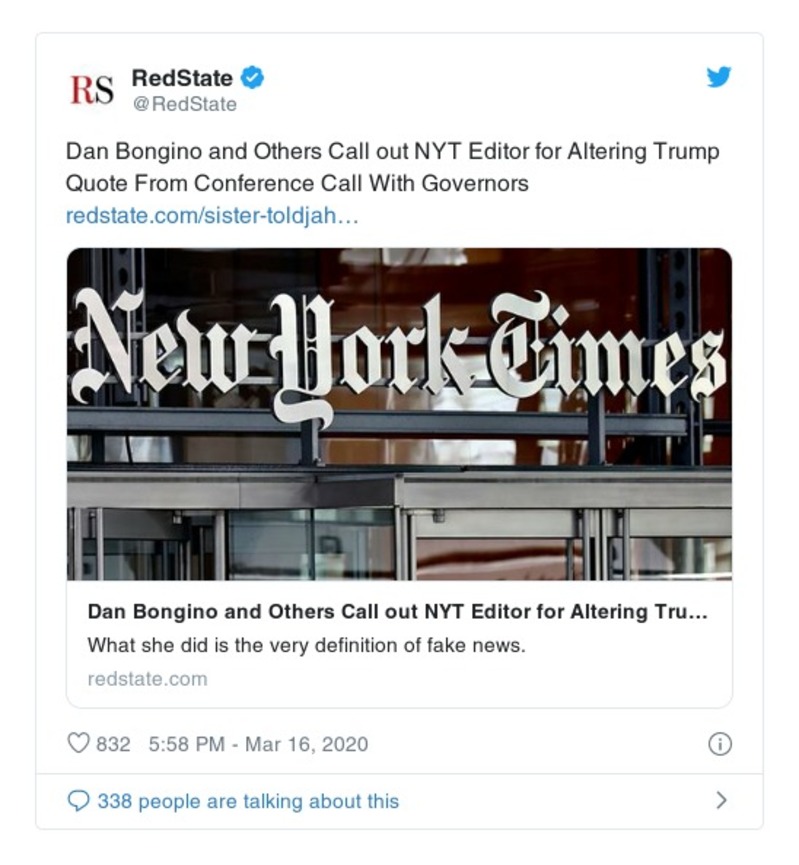 RS
RedState
@RedState
Dan Bongino and Others Call out NYT Editor for Altering Trump
Quote From Conference Call With Governors
redstate.com/sister-toldjah…
New York Times
Dan Bongino and Others Call out NYT Editor for Altering Tru...
What she did is the very definition of fake news.
redstate.com
832 5:58 PM - Mar 16, 2020
338 people are talking about this